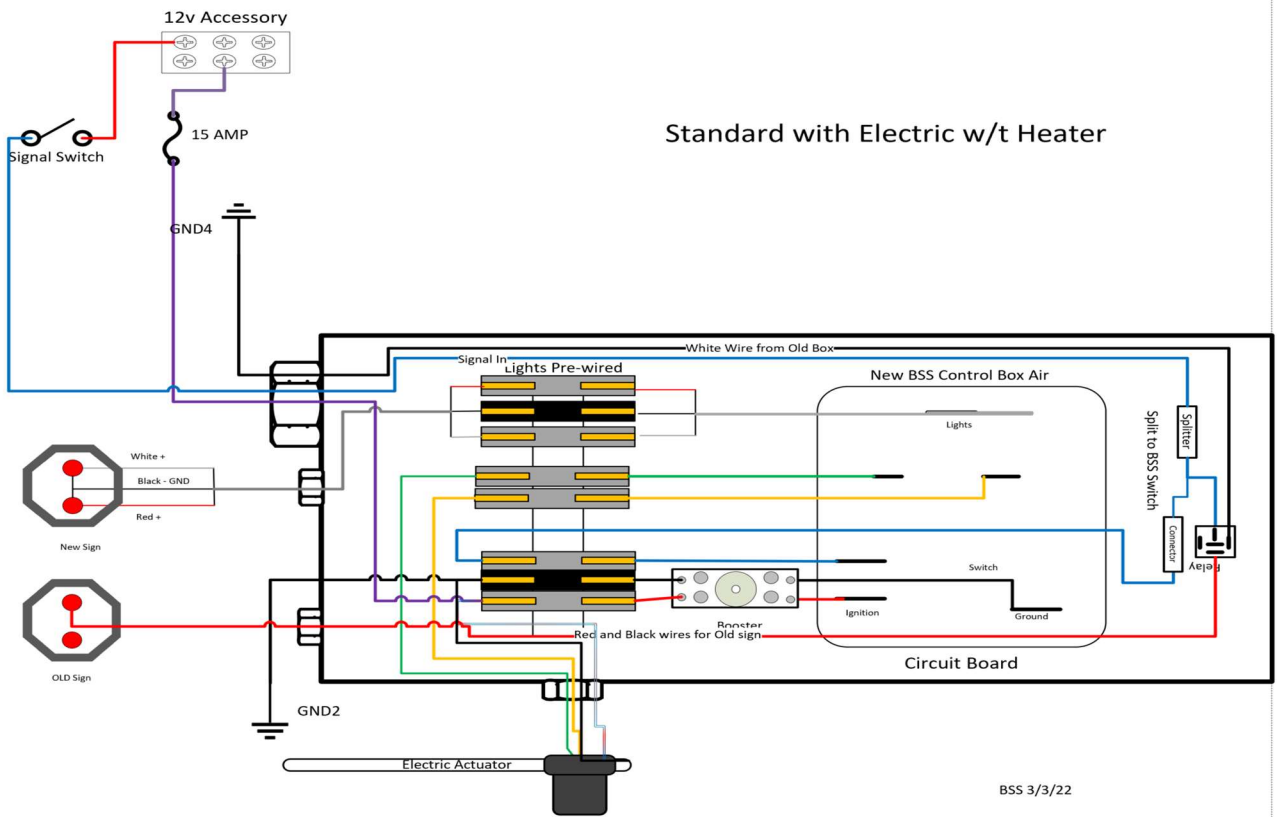 12v Accessory
15 AMP
Standard with Electric w/t Heater
Signal Switch
GND4
White Wire from Old Box
Signal In
Lights Pre-wired
New BSS Control Box Air
Lights
Splitter
Split to BSS Switch
White +
Black - GND
Red +
New Sign
Connector
Relay
Switch
Ignition
Ground
Booster
Red and Black wires for Old sign
Circuit Board
OLD Sign
GND2
Electric Actuator
BSS 3/3/22